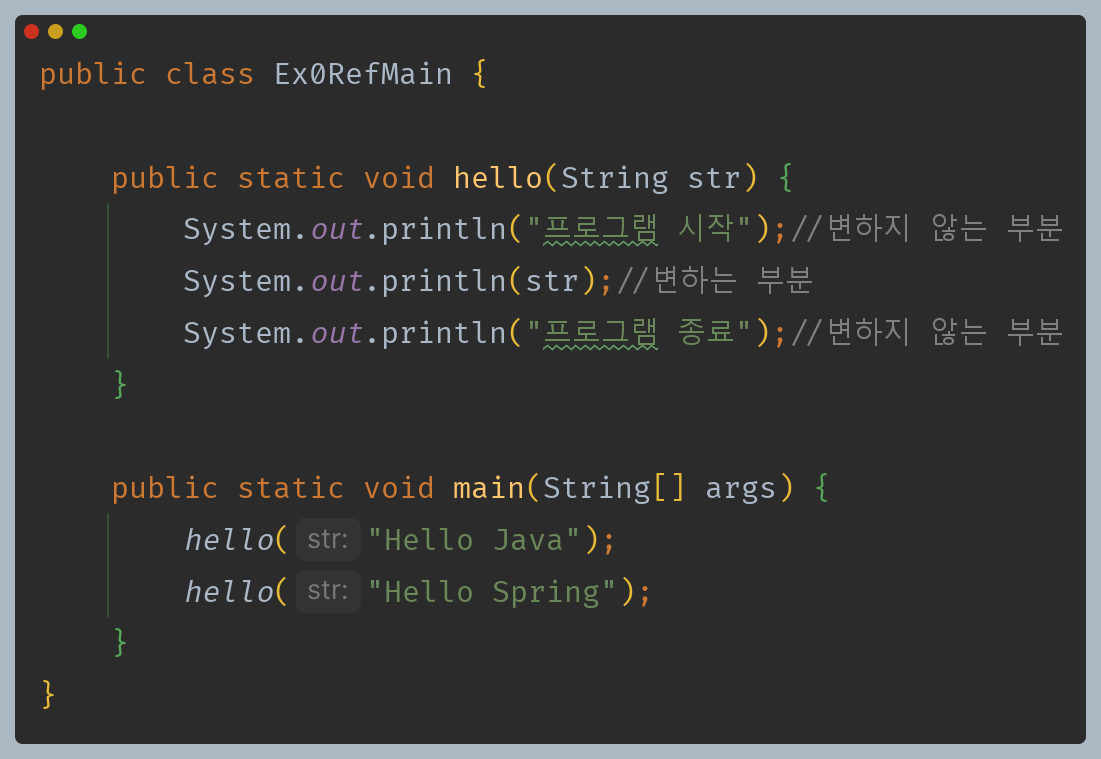 public class Ex0RefMain {
public static void hello(String str) {
System.out.println("프로그램 시작");//변하지 않는 부분
System.out.println(str);//변하는 부분
System.out.println("프로그램 종료");//변하지 않는 부분
}
public static void main(String[] args) {
hello( str: "Hello Java");
hello( str: "Hello Spring");
}
}